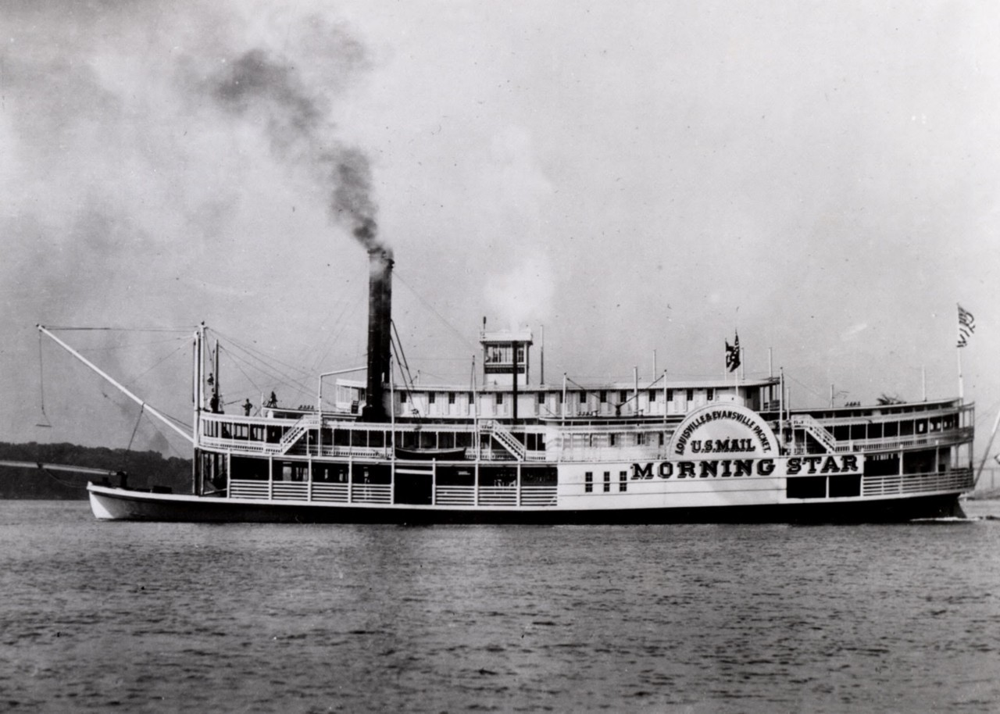 LOUISVILLE & EVANSVILLE PACKET.
U.S. MAIL
MORNING STAR